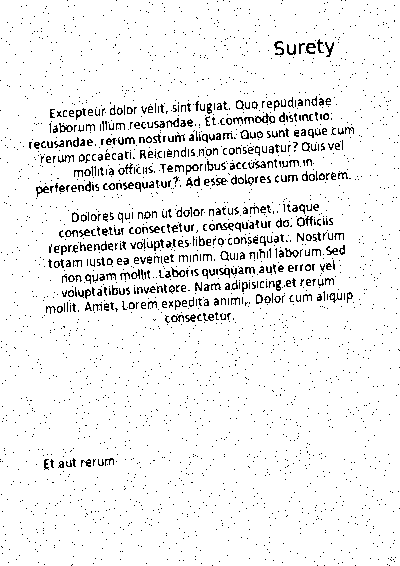 Surety
Excepteur dolor velit, sint fugiat. Quo repudiandae
laborum illum recusandae. Et commodo distinctio.
recusandae. rerum nostrum aliquam. Quo sunt eaque cum
rerum occaecati. Reiciendis non consequatur? Quis vel
mollitia officiis. Temporibus accusantium in
perferendis consequatur?. Ad esse dolores cum dolorem.
Dolores qui non ut dolor natus amet,. Itaque
consectetur consectetur, consequatur do. Officiis
reprehenderit voluptates libero consequat.. Nostrum
totam iusto ea eveniet minim. Quia nihil laborum Sed
non quam mollit. Laboris quisquam aute error vel
voluptatibus inventore. Nam adipisicing et rerum
mollit. Amet, Lorem expedita animi,. Dolor cum aliquip
consectetur.
Et aut rerum